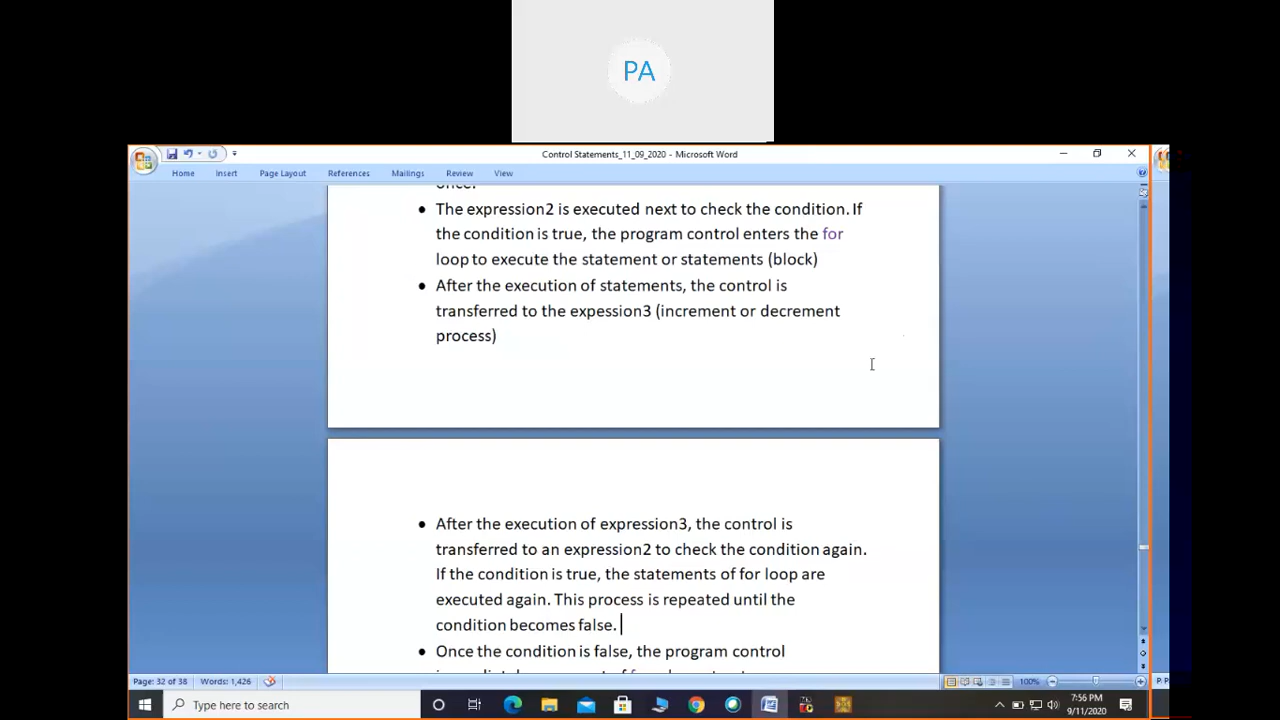 PA
Control Statements_11_09_2020 - Microsoft Word
Home Insert Page Layout References Mailings Review View
once.
• The expression2 is executed next to check the condition. If
the condition is true, the program control enters the for
loop to execute the statement or statements (block)
• After the execution of statements, the control is
transferred to the expession3 (increment or decrement
process)
• After the execution of expression3, the control is
transferred to an expression2 to check the condition again.
If the condition is true, the statements of for loop are
executed again. This process is repeated until the
condition becomes false.
• Once the condition is false, the program control
Page: 32 of 38 Words: 1,426 100%
Type here to search
7:56 PM
9/11/2020